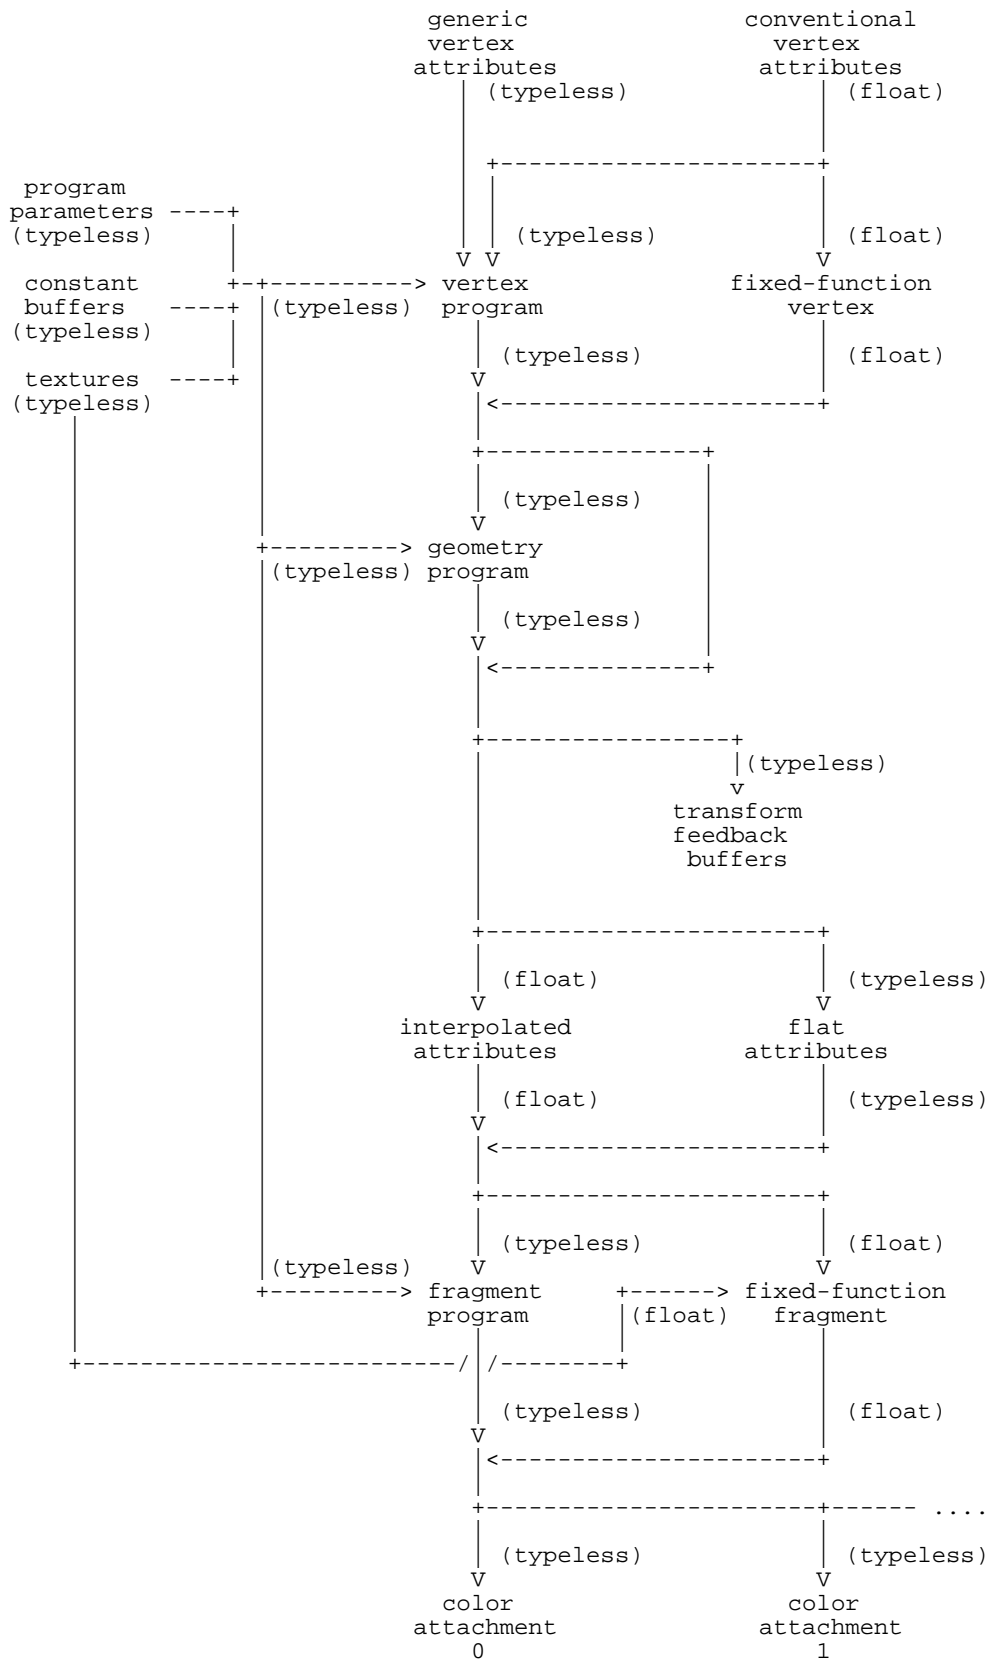 generic conventional
vertex vertex
attributes attributes
(typeless) (float)
program
parameters
(typeless) (typeless) (float)
constant vertex fixed-function
buffers (typeless) program vertex
(typeless)
(typeless) (float)
textures
(typeless)
(typeless)
geometry
(typeless) program
(typeless)
(typeless)
transform
feedback
buffers
(float) (typeless)
interpolated flat
attributes attributes
(float) (typeless)
(typeless) (float)
(typeless)
fragment fixed-function
program (float) fragment
(typeless) (float)
....
(typeless) (typeless)
color color
attachment attachment
0 1